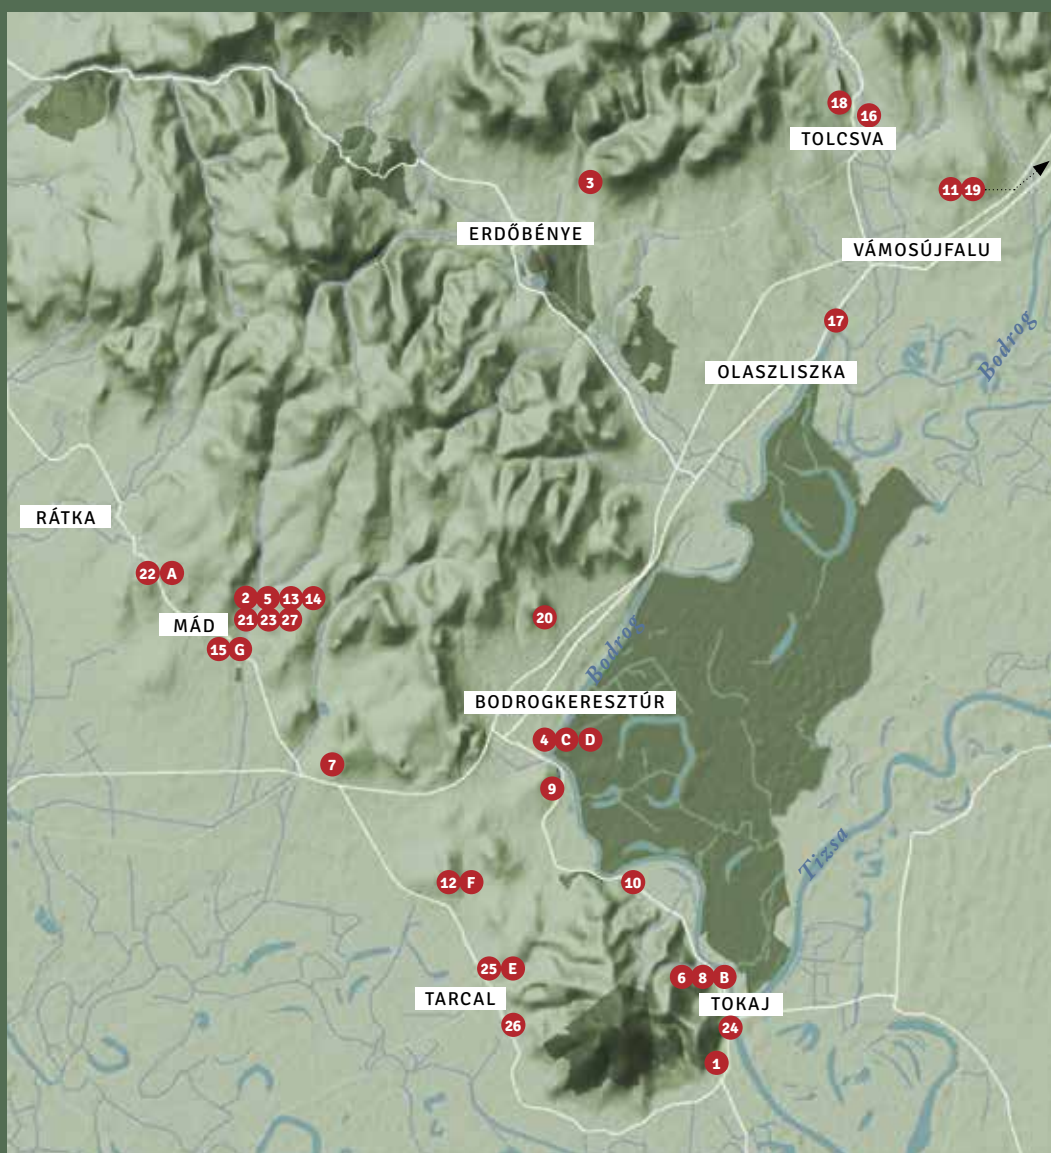 18
16
TOLCSVA
3
11 19
ERDŐBÉNYE
VÁMOSÚJFALU
17
Bodrog
OLASZLISZKA
RÁTKA
22 A
2 5 13 14
MÁD
21 23 27
15 G
20
Bodrog
BODROGKERESZTÚR
4 C D
7
9
Tizsa
12 F
10
25 E
6 8 B
TARCAL
TOKAJ
26
24
1